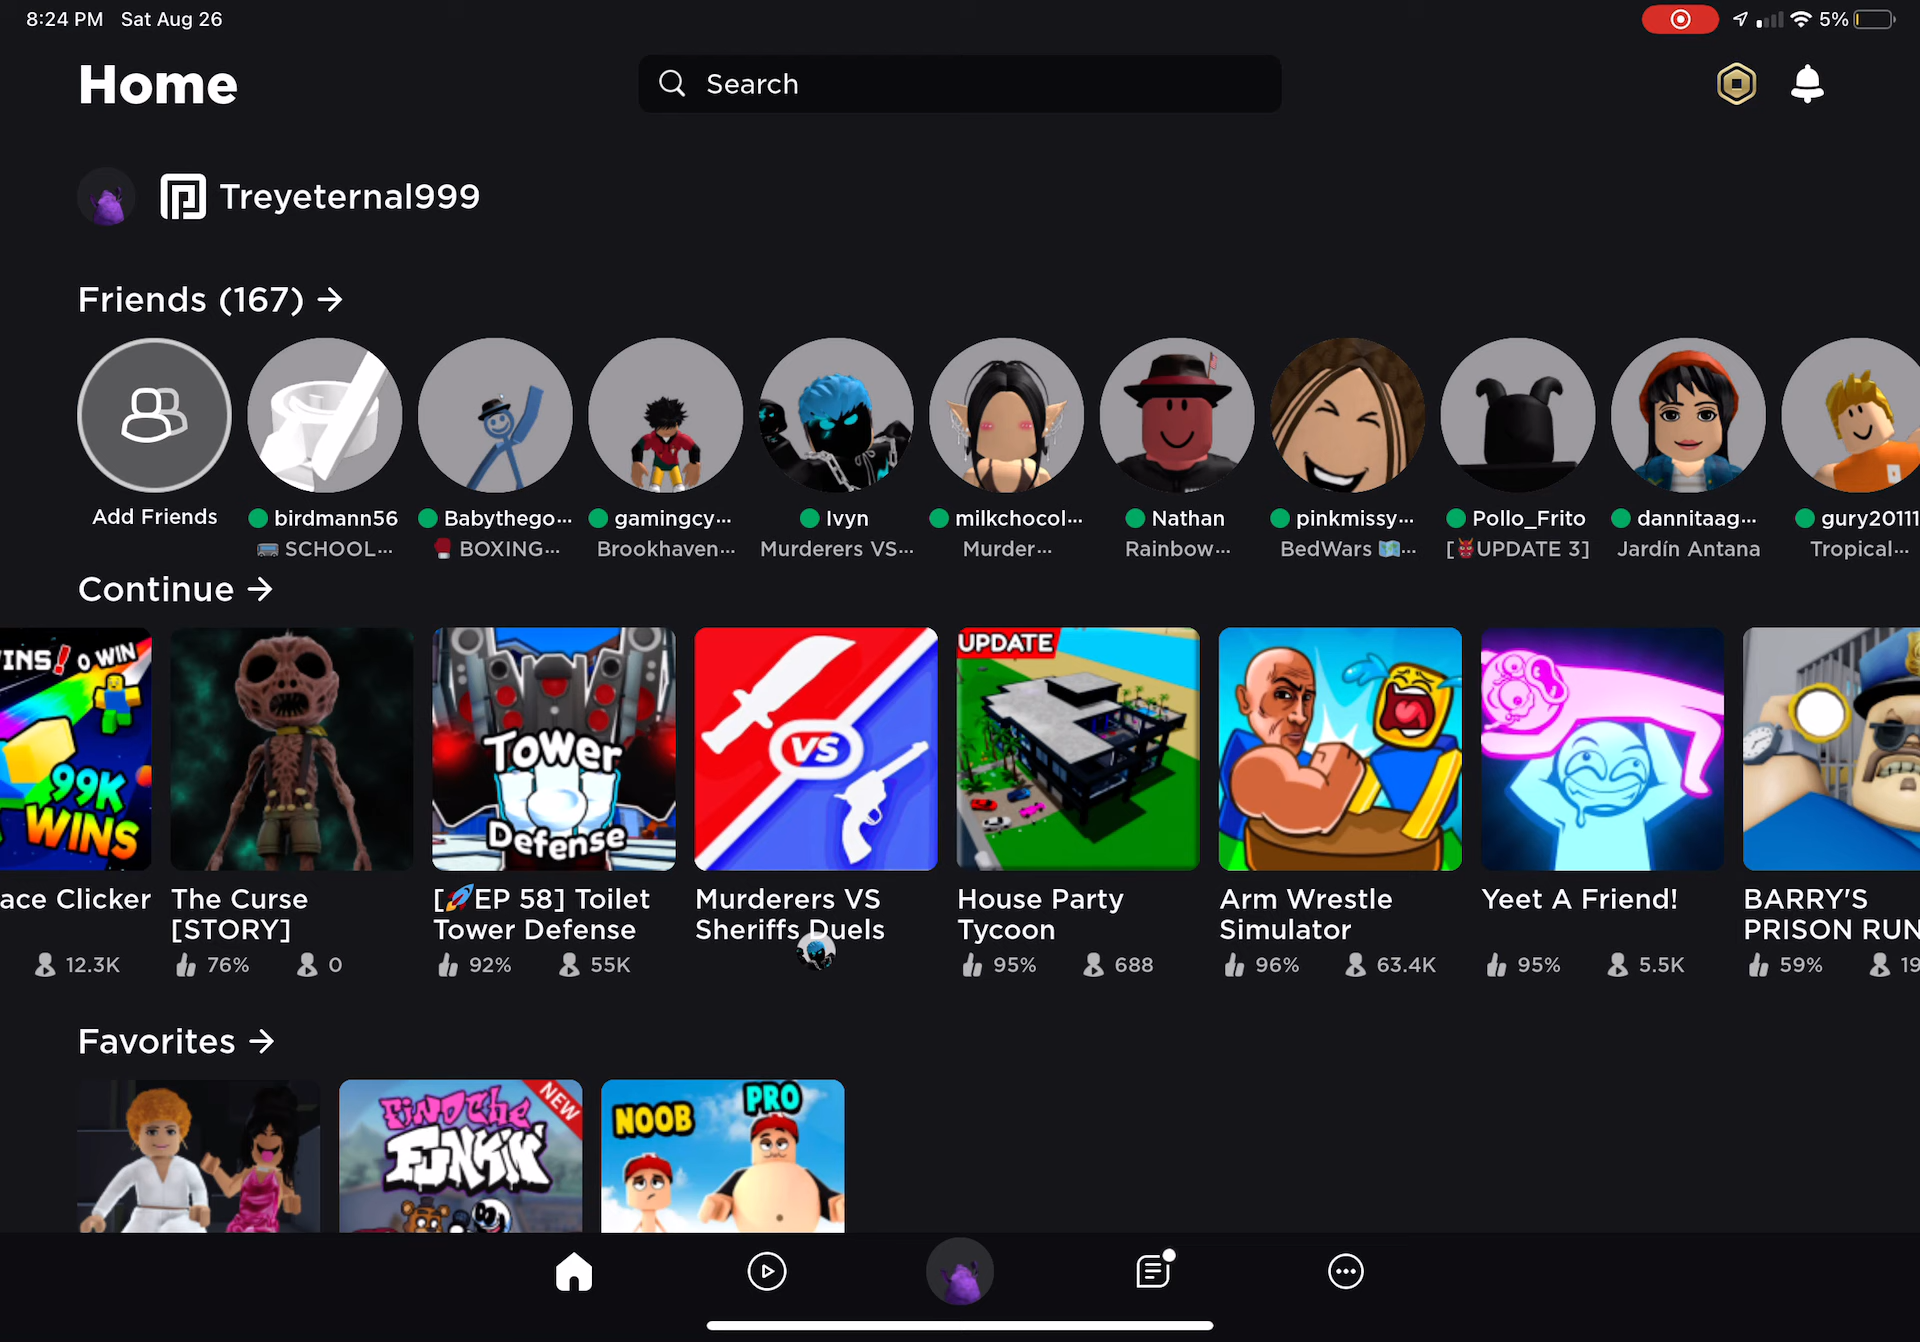 8:24 PM Sat Aug 26
5%
Home
Search
Treyeternal999
Friends (167) →
Add Friends
birdmann56
SCHOOL...
Babythego...
BOXING...
gamingcy...
Brookhaven...
Ivyn
Murderers VS...
milkchocol...
Murder...
Nathan
Rainbow...
pinkmissy...
BedWars ...
Pollo_Frito
[👹UPDATE 3]
dannitaag...
Jardín Antana
gury20111
Tropical...
Continue →
INS! 0 WIN
99K
WINS
ace Clicker
12.3K
The Curse
[STORY]
76% 0
Tower
Defense
[🚀EP 58] Toilet
Tower Defense
92% 55K
VS
Murderers VS
Sheriffs Duels
UPDATE
House Party
Tycoon
95% 688
Arm Wrestle
Simulator
96% 63.4K
Yeet A Friend!
95% 5.5K
BARRY'S
PRISON RUN
59% 19
Favorites →
FUNKIN'
NEW
NOOB
PRO